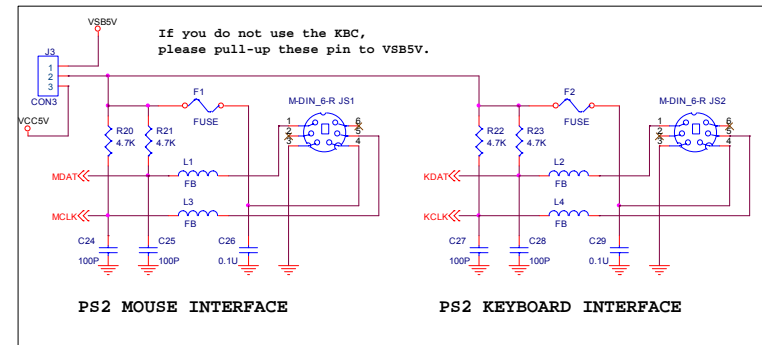 VSB5V
If you do not use the KBC,
please pull-up these pin to VSB5V.
J3
1
2
3
CON3
VCC5V
F1
FUSE
M-DIN_6-R JS1
1
2
3
6
5
4
R20
4.7K
R21
4.7K
L1
FB
MDAT
L3
FB
MCLK
C24
100P
C25
100P
C26
0.1U
PS2 MOUSE INTERFACE
F2
FUSE
M-DIN_6-R JS2
1
2
3
6
5
4
R22
4.7K
R23
4.7K
L2
FB
KDAT
L4
FB
KCLK
C27
100P
C28
100P
C29
0.1U
PS2 KEYBOARD INTERFACE